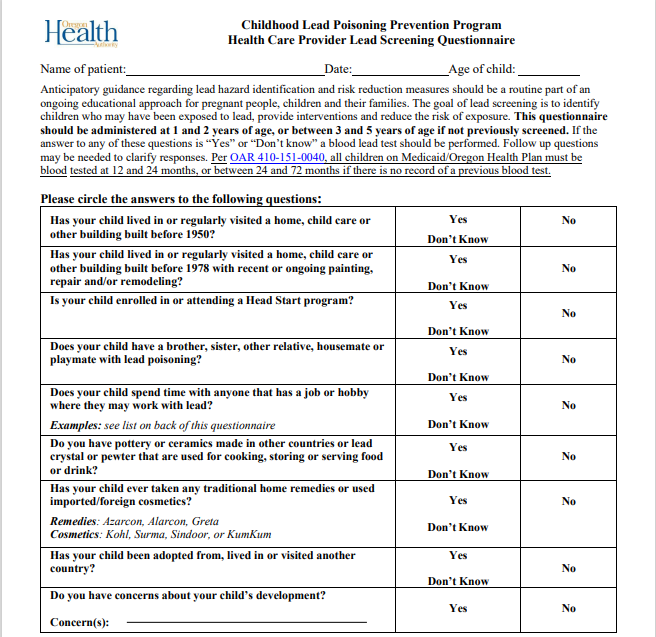 Oregon
Health
Authority
Childhood Lead Poisoning Prevention Program
Health Care Provider Lead Screening Questionnaire
Name of patient: Date: Age of child:
Anticipatory guidance regarding lead hazard identification and risk reduction measures should be a routine part of an
ongoing educational approach for pregnant people, children and their families. The goal of lead screening is to identify
children who may have been exposed to lead, provide interventions and reduce the risk of exposure. This questionnaire
should be administered at 1 and 2 years of age, or between 3 and 5 years of age if not previously screened. If the
answer to any of these questions is “Yes” or “Don’t know” a blood lead test should be performed. Follow up questions
may be needed to clarify responses. Per OAR 410-151-0040, all children on Medicaid/Oregon Health Plan must be
blood tested at 12 and 24 months, or between 24 and 72 months if there is no record of a previous blood test.
Please circle the answers to the following questions:
Has your child lived in or regularly visited a home, child care or
other building built before 1950?
Yes
Don’t Know
No
Has your child lived in or regularly visited a home, child care or
other building built before 1978 with recent or ongoing painting,
repair and/or remodeling?
Yes
Don’t Know
No
Is your child enrolled in or attending a Head Start program?
Yes
Don’t Know
No
Does your child have a brother, sister, other relative, housemate or
playmate with lead poisoning?
Yes
Don’t Know
No
Does your child spend time with anyone that has a job or hobby
where they may work with lead?
Examples: see list on back of this questionnaire
Yes
Don’t Know
No
Do you have pottery or ceramics made in other countries or lead
crystal or pewter that are used for cooking, storing or serving food
or drink?
Yes
Don’t Know
No
Has your child ever taken any traditional home remedies or used
imported/foreign cosmetics?
Remedies: Azarcon, Alarcon, Greta
Cosmetics: Kohl, Surma, Sindoor, or KumKum
Yes
Don’t Know
No
Has your child been adopted from, lived in or visited another
country?
Yes
Don’t Know
No
Do you have concerns about your child’s development?
Concern(s):
Yes
No